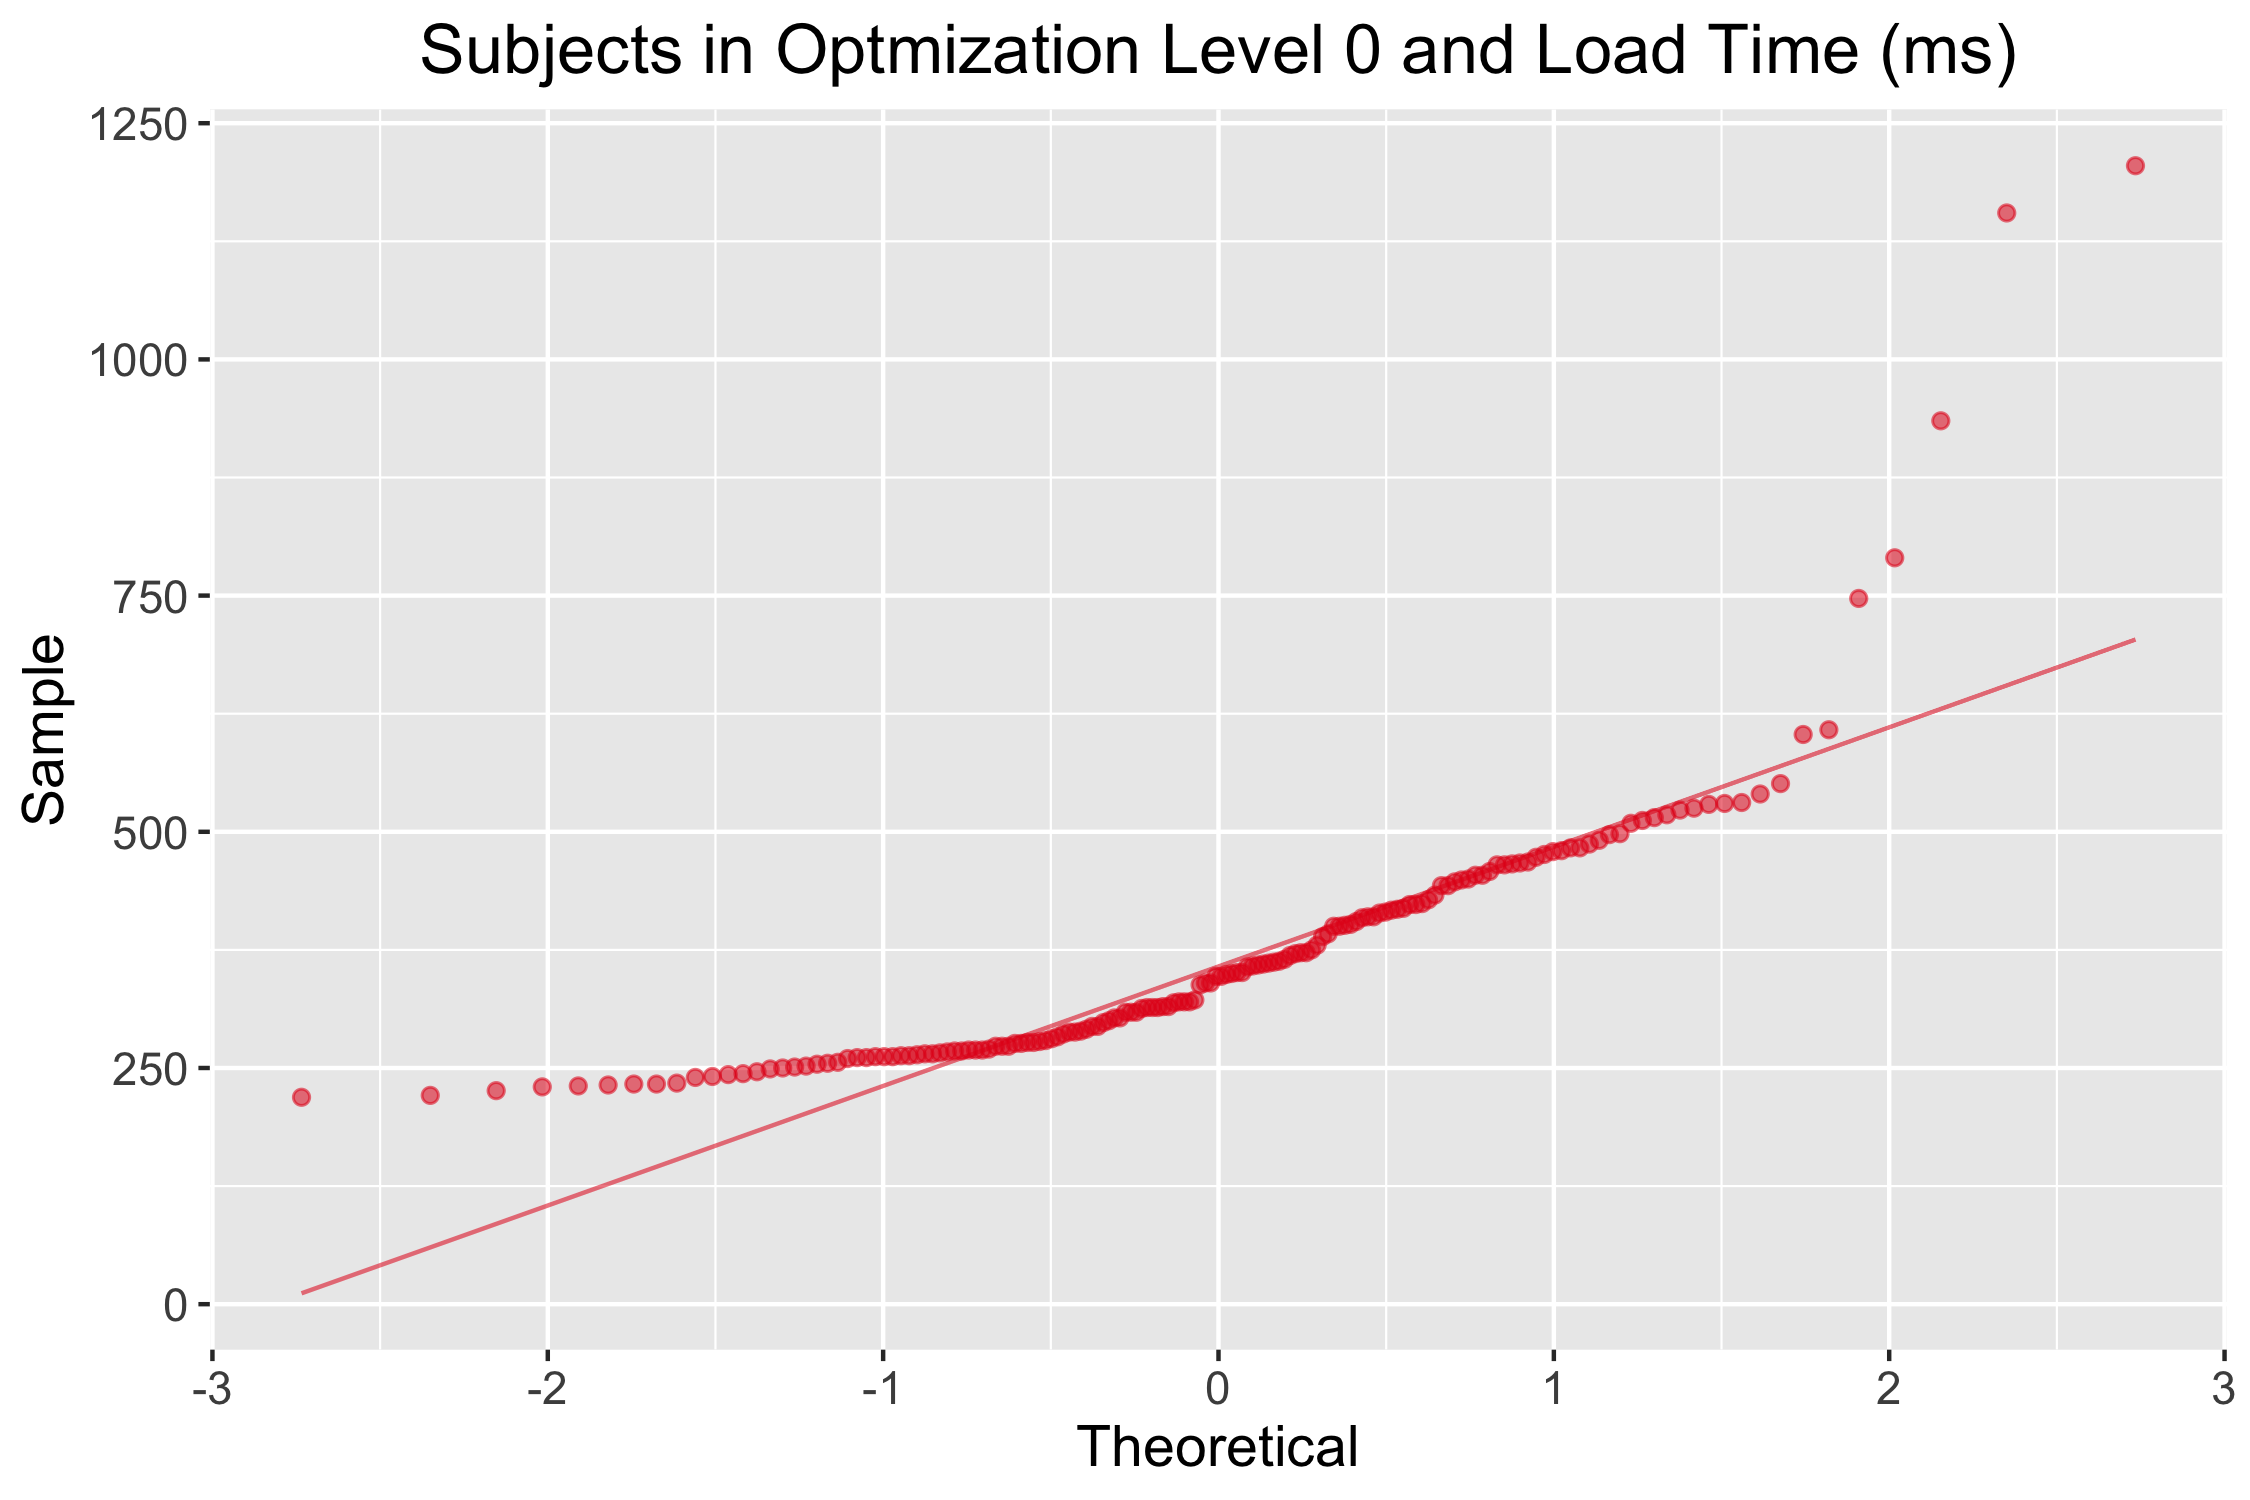 Subjects in Optmization Level 0 and Load Time (ms)
1250
1000
750
500
250
0
Sample
-3 -2 -1 0 1 2 3
Theoretical